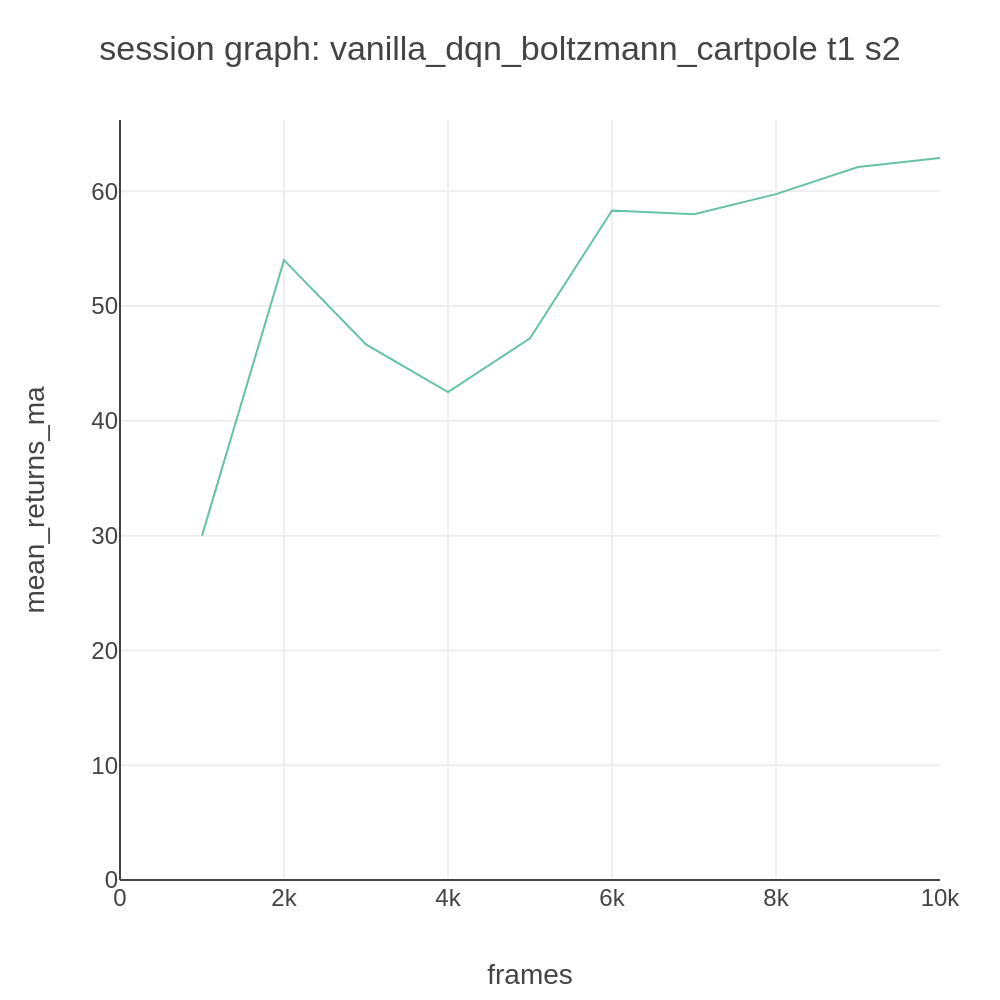 session graph: vanilla_dqn_boltzmann_cartpole t1 s2
mean_returns_ma
60
50
40
30
20
10
0
0 2k 4k 6k 8k 10k
frames